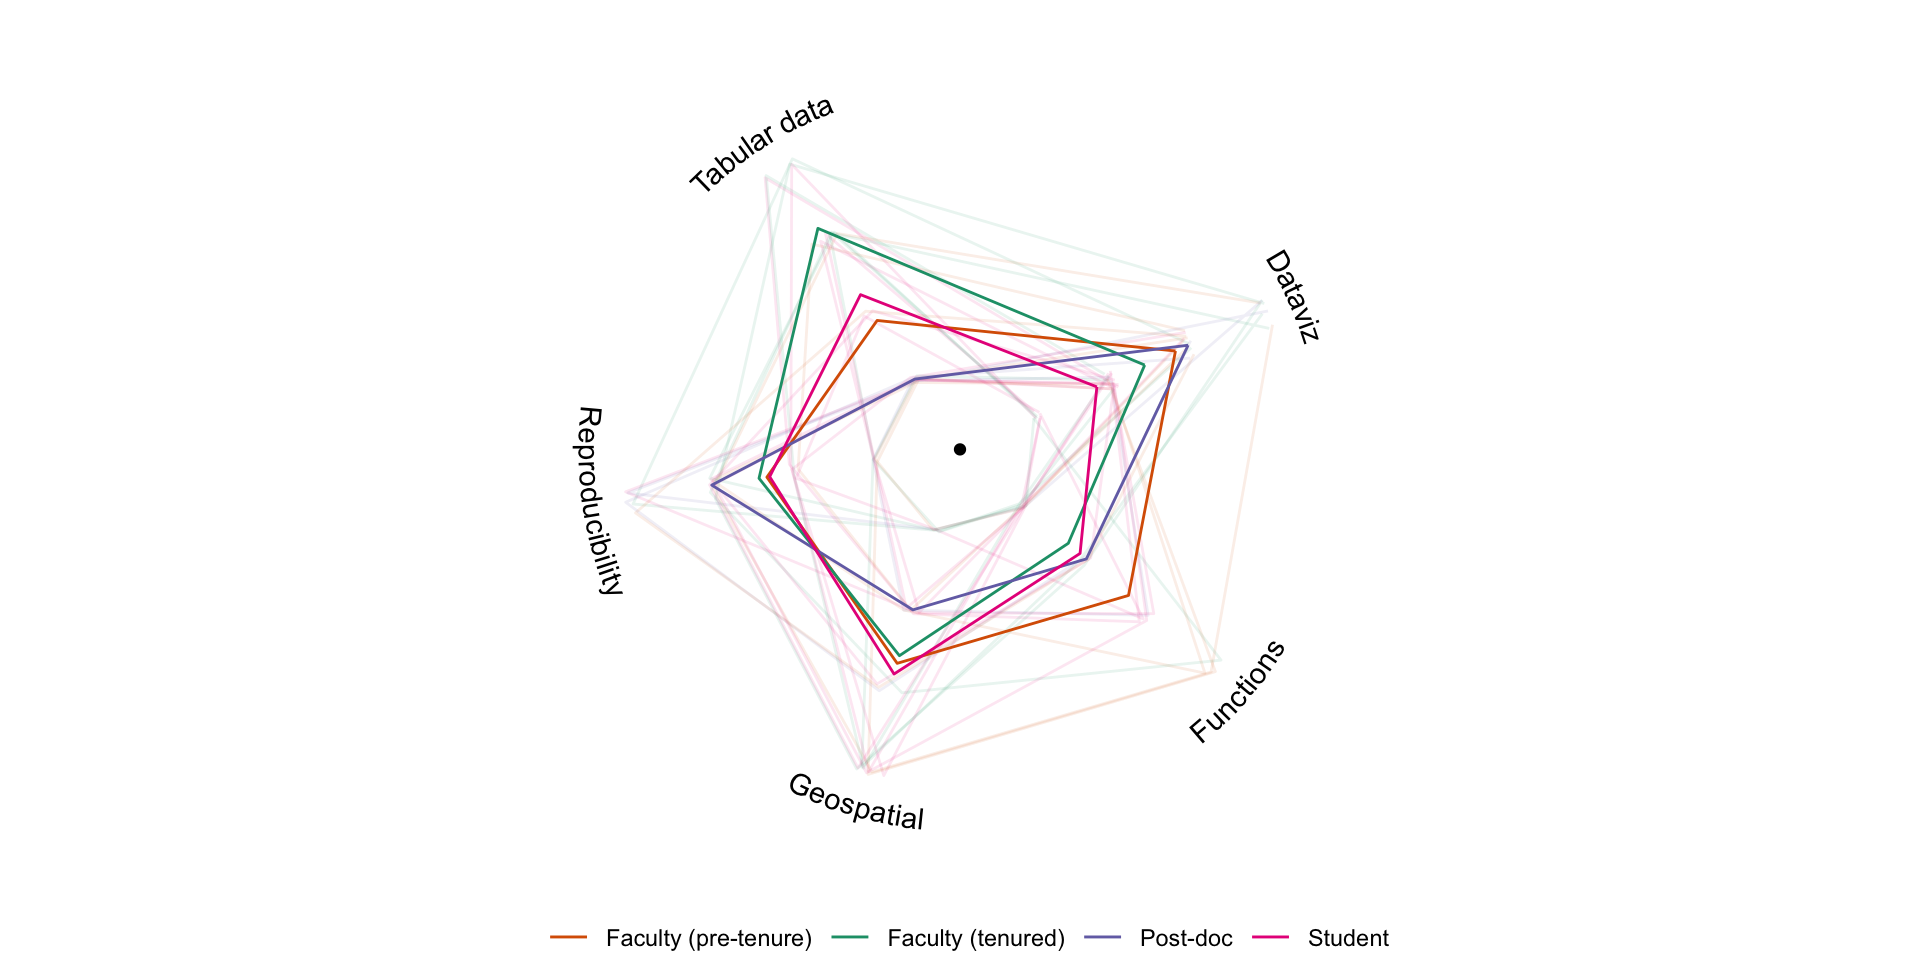 Tabular data
Dataviz
Reproducibility
Functions
Geospatial
Faculty (pre-tenure) Faculty (tenured) Post-doc Student